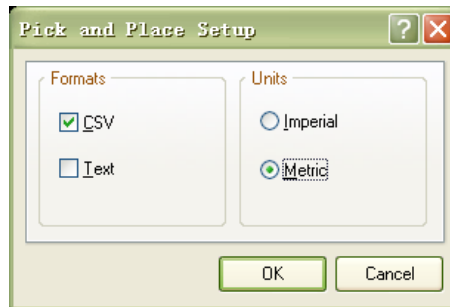 Pick and Place Setup
Formats
CSV
Text
Units
Imperial
Metric
OK
Cancel